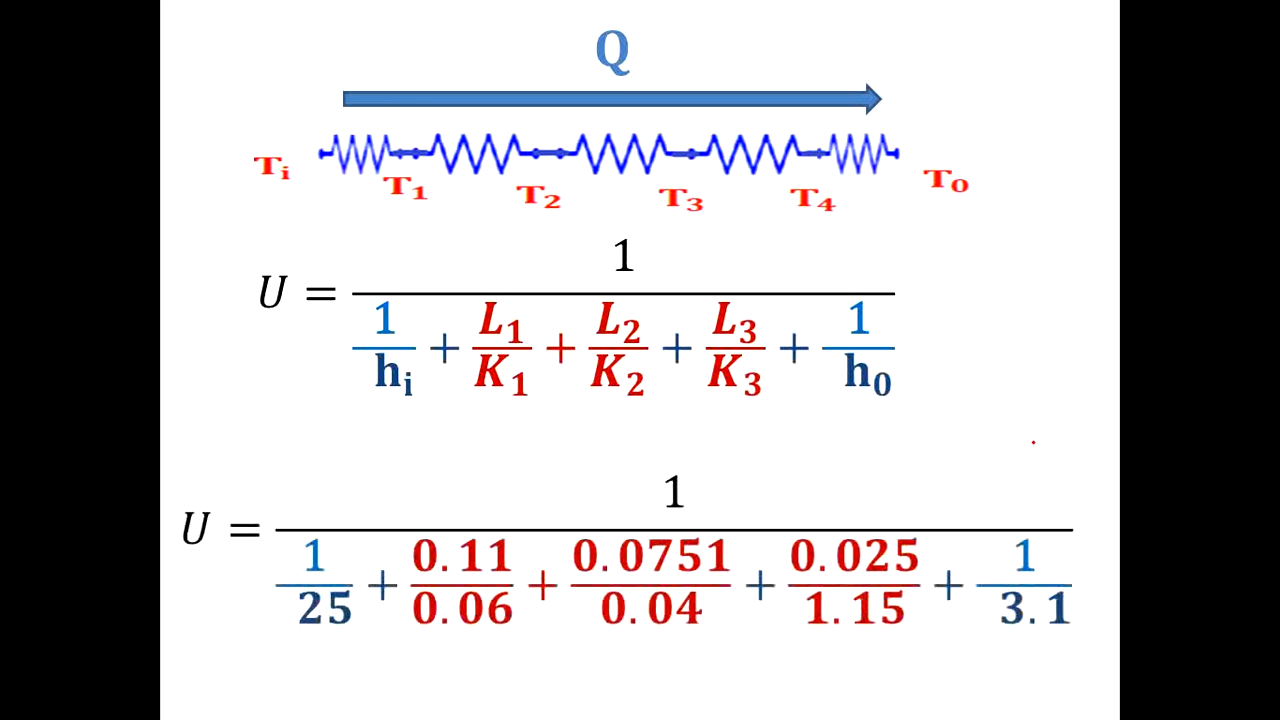 Q
Tᵢ T₁ T₂ T₃ T₄ T₀
U = 1 / (1/hᵢ + L₁/K₁ + L₂/K₂ + L₃/K₃ + 1/h₀)
U = 1 / (1/25 + 0.11/0.06 + 0.0751/0.04 + 0.025/1.15 + 1/3.1)